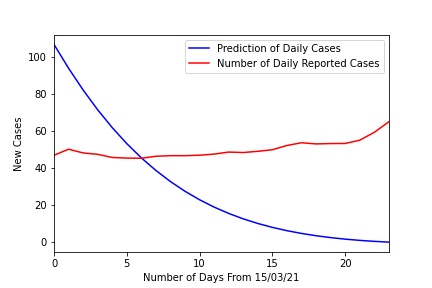 Prediction of Daily Cases
Number of Daily Reported Cases
New Cases
100
80
60
40
20
0
0 5 10 15 20
Number of Days From 15/03/21